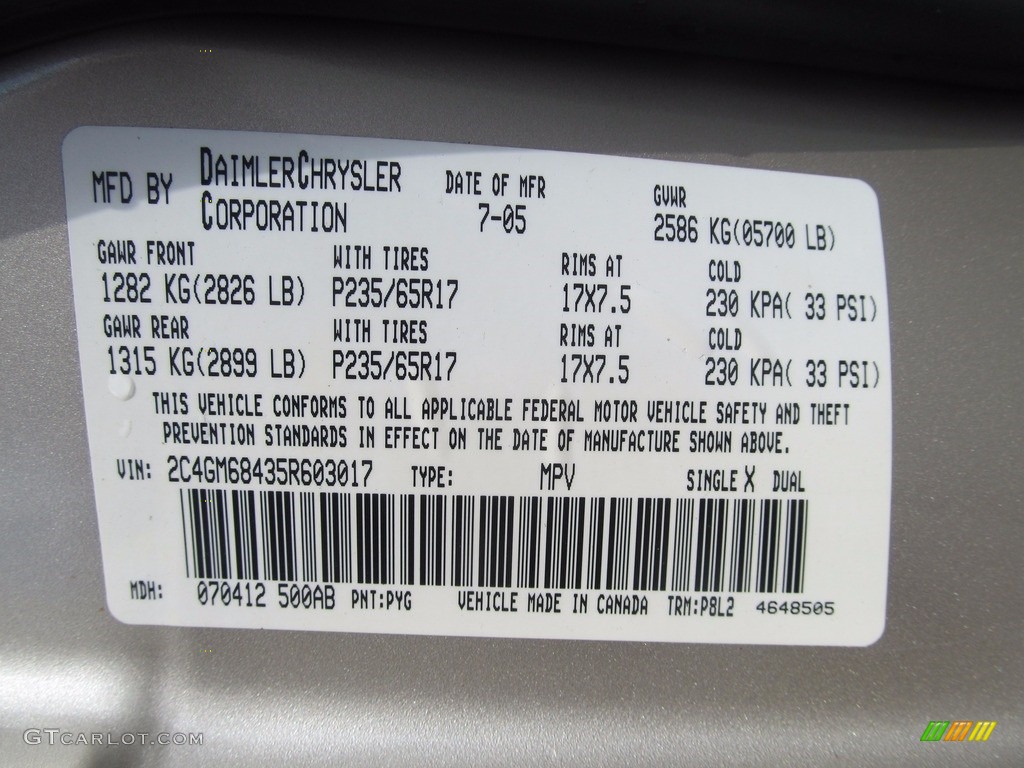 MFD BY DAIMLERCHRYSLER CORPORATION DATE OF MFR 7-05 GVWR 2586 KG(05700 LB)
GAWR FRONT WITH TIRES RIMS AT COLD
1282 KG(2826 LB) P235/65R17 17X7.5 230 KPA( 33 PSI)
GAWR REAR WITH TIRES RIMS AT COLD
1315 KG(2899 LB) P235/65R17 17X7.5 230 KPA( 33 PSI)
THIS VEHICLE CONFORMS TO ALL APPLICABLE FEDERAL MOTOR VEHICLE SAFETY AND THEFT
PREVENTION STANDARDS IN EFFECT ON THE DATE OF MANUFACTURE SHOWN ABOVE.
VIN: 2C4GM68435R603017 TYPE: MPV SINGLE X DUAL
MDH: 070412 500AB PNT:PYG VEHICLE MADE IN CANADA TRM:P8L2 4648505
GTCARLOT.COM